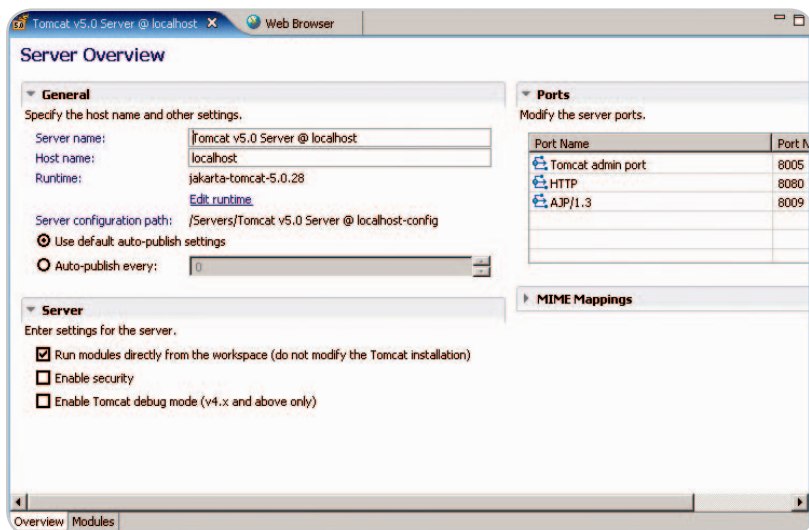 Tomcat v5.0 Server @ localhost
Web Browser
Server Overview
General
Specify the host name and other settings.
Server name: Tomcat v5.0 Server @ localhost
Host name: localhost
Runtime: jakarta-tomcat-5.0.28
Edit runtime
Server configuration path: /Servers/Tomcat v5.0 Server @ localhost-config
Use default auto-publish settings
Auto-publish every: 0
Server
Enter settings for the server.
Run modules directly from the workspace (do not modify the Tomcat installation)
Enable security
Enable Tomcat debug mode (v4.x and above only)
Ports
Modify the server ports.
Port Name Port N
Tomcat admin port 8005
HTTP 8080
AJP/1.3 8009
MIME Mappings
Overview Modules